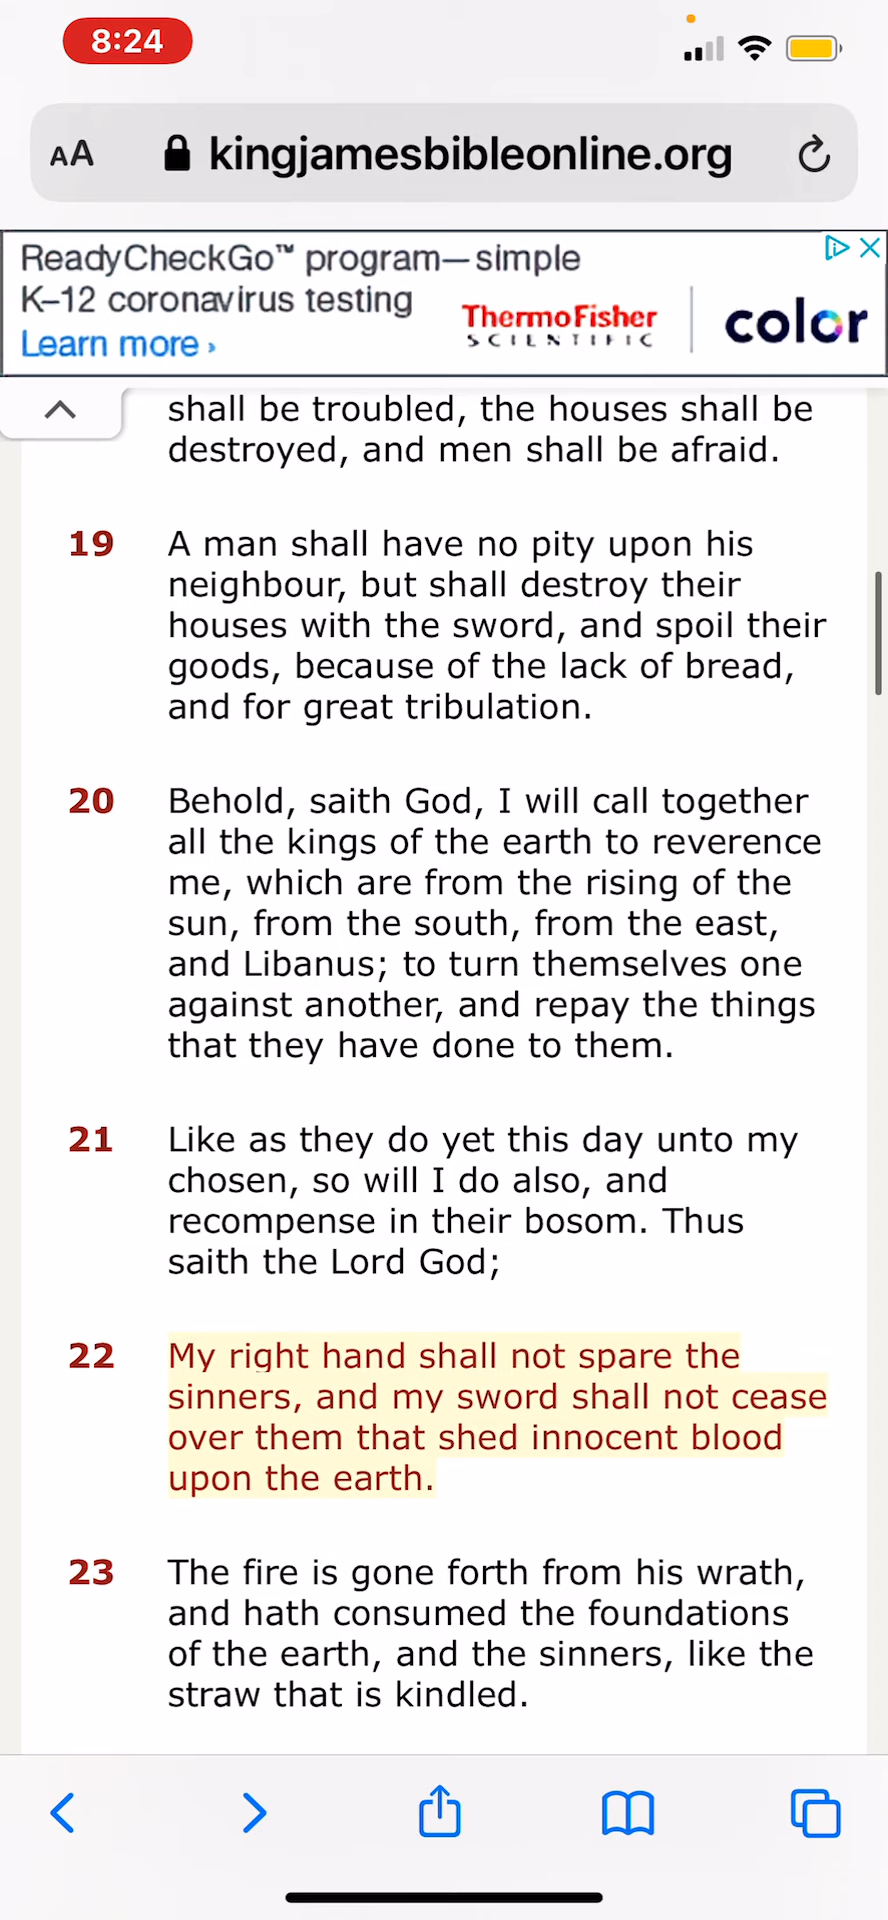 8:24
AA kingjamesbibleonline.org
ReadyCheckGo™ program—simple
K–12 coronavirus testing
Learn more ›
ThermoFisher
SCIENTIFIC
color
shall be troubled, the houses shall be
destroyed, and men shall be afraid.
19 A man shall have no pity upon his
neighbour, but shall destroy their
houses with the sword, and spoil their
goods, because of the lack of bread,
and for great tribulation.
20 Behold, saith God, I will call together
all the kings of the earth to reverence
me, which are from the rising of the
sun, from the south, from the east,
and Libanus; to turn themselves one
against another, and repay the things
that they have done to them.
21 Like as they do yet this day unto my
chosen, so will I do also, and
recompense in their bosom. Thus
saith the Lord God;
22 My right hand shall not spare the
sinners, and my sword shall not cease
over them that shed innocent blood
upon the earth.
23 The fire is gone forth from his wrath,
and hath consumed the foundations
of the earth, and the sinners, like the
straw that is kindled.